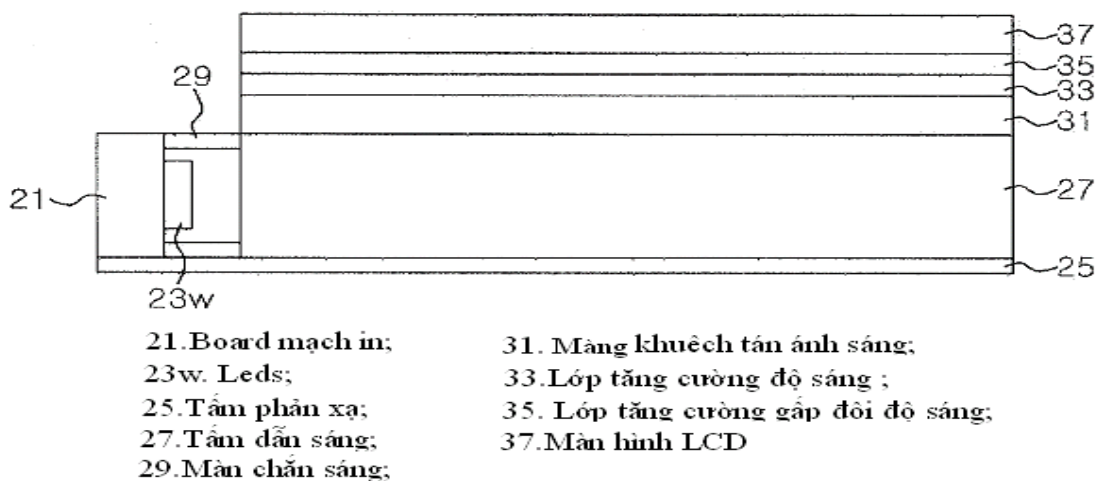 37
35
33
31
29
21
27
25
23w
21.Board mạch in;
23w. Leds;
25.Tấm phản xạ;
27.Tấm dẫn sáng;
29.Màn chắn sáng;
31. Màng khuêch tán ánh sáng;
33.Lớp tăng cường độ sáng ;
35. Lớp tăng cường gấp đôi độ sáng;
37.Màn hình LCD